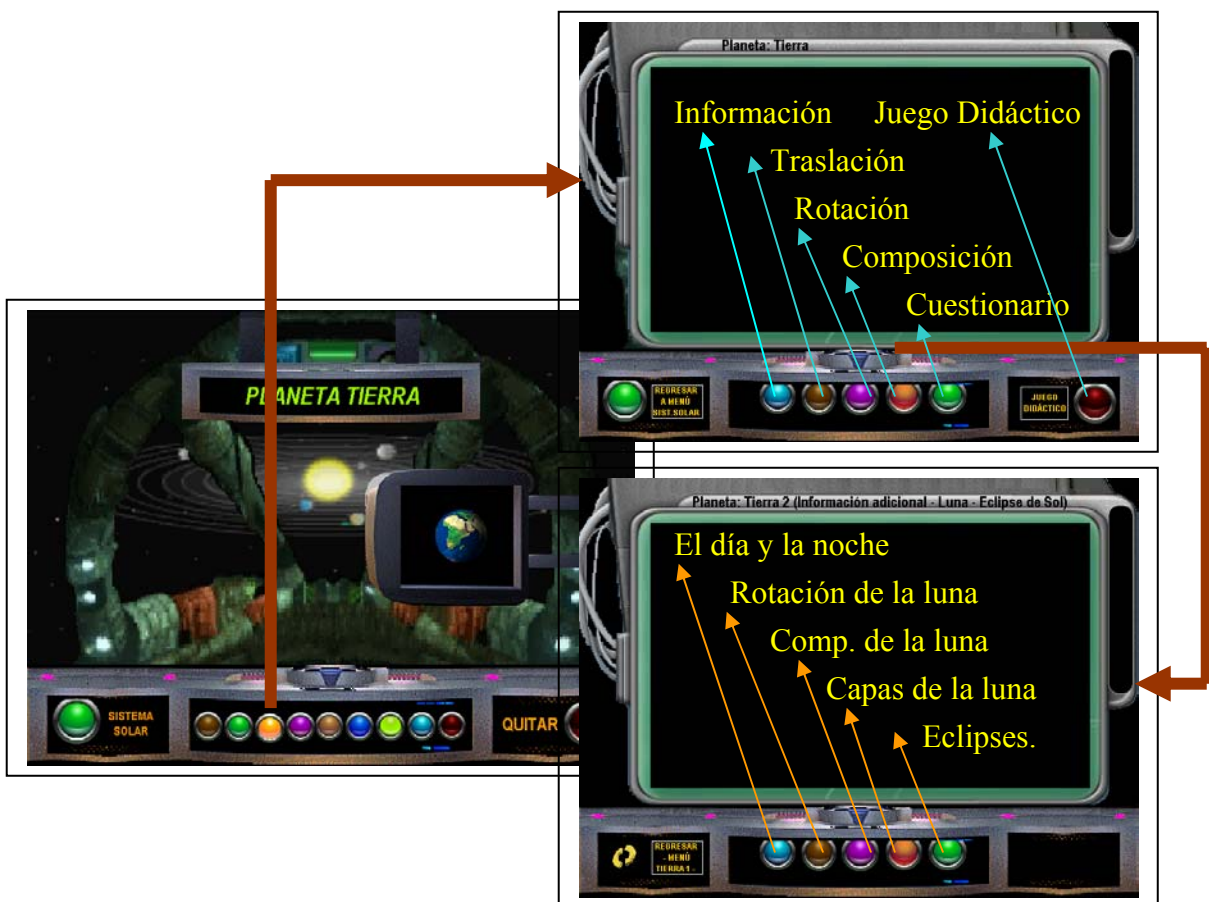 Planeta: Tierra
Información Juego Didáctico
Traslación
Rotación
Composición
Cuestionario
REGRESAR
A MENÚ
SIST. SOLAR
JUEGO
DIDÁCTICO
PLANETA TIERRA
SISTEMA
SOLAR
QUITAR
Planeta: Tierra 2 (Información adicional - Luna - Eclipse de Sol)
El día y la noche
Rotación de la luna
Comp. de la luna
Capas de la luna
Eclipses.
REGRESAR
- MENÚ
TIERRA 1 -